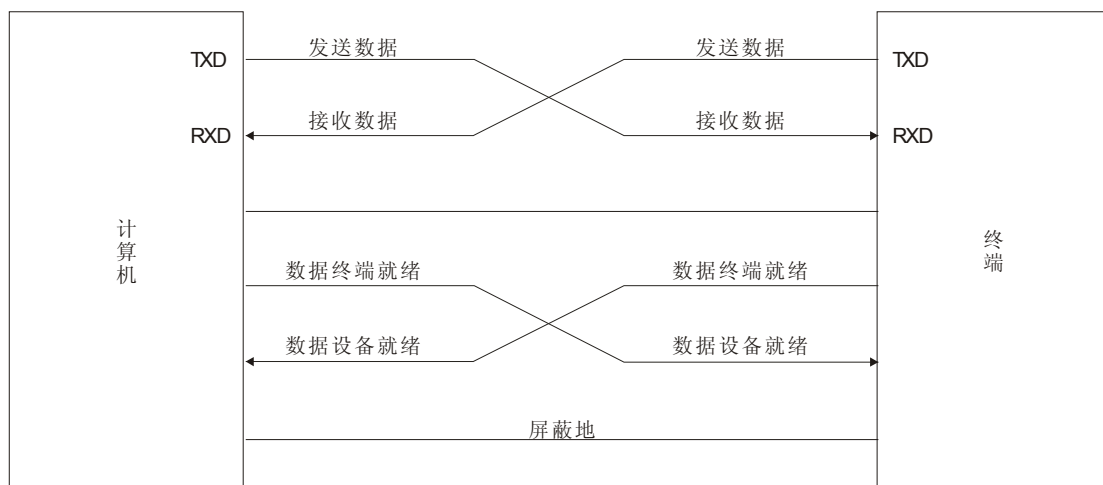 TXD 发送数据 发送数据 TXD
RXD 接收数据 接收数据 RXD
计算机
终端
数据终端就绪 数据终端就绪
数据设备就绪 数据设备就绪
屏蔽地